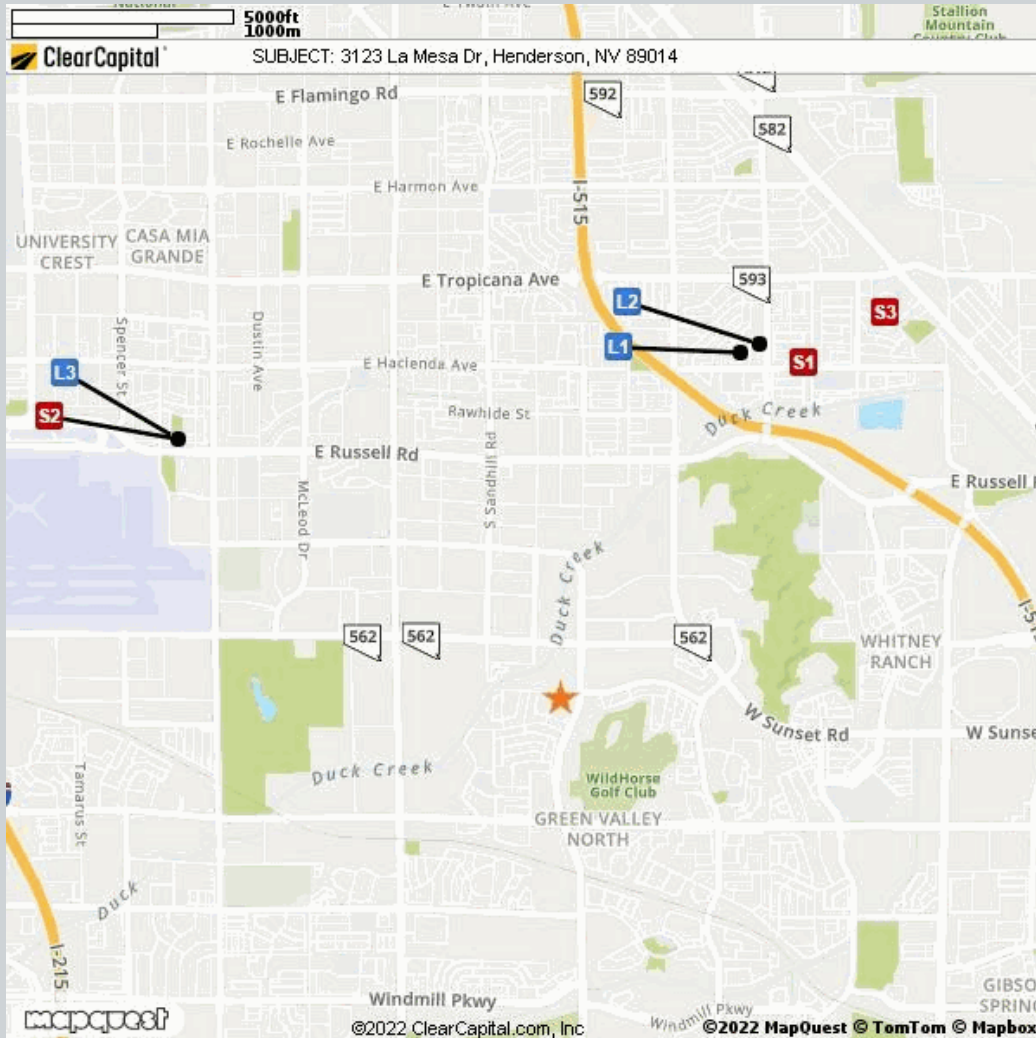 5000ft
1000m
Stallion
Mountain
Country Club
ClearCapital
SUBJECT: 3123 La Mesa Dr, Henderson, NV 89014
E Flamingo Rd
592
582
E Rochelle Ave
E Harmon Ave
I-515
UNIVERSITY
CREST
CASA MIA
GRANDE
E Tropicana Ave
593
L2
S3
L1
S1
Spencer St
Dustin Ave
E Hacienda Ave
L3
S2
Rawhide St
Duck Creek
E Russell Rd
S Sandhill Rd
McLeod Dr
E Russell
Duck Creek
562
562
562
WHITNEY
RANCH
W Sunset Rd
W Sunse
Duck Creek
WildHorse
Golf Club
Tamarus St
GREEN VALLEY
NORTH
Duck
I-215
Windmill Pkwy
Windmill Pkwy
GIBSO
SPRING
mapquest
©2022 ClearCapital.com, Inc
©2022 MapQuest © TomTom © Mapbox